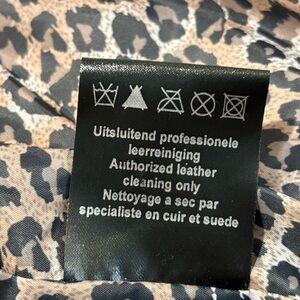 Uitsluitend professionele
leerreiniging
Authorized leather
cleaning only
Nettoyage a sec par
specialiste en cuir et suede